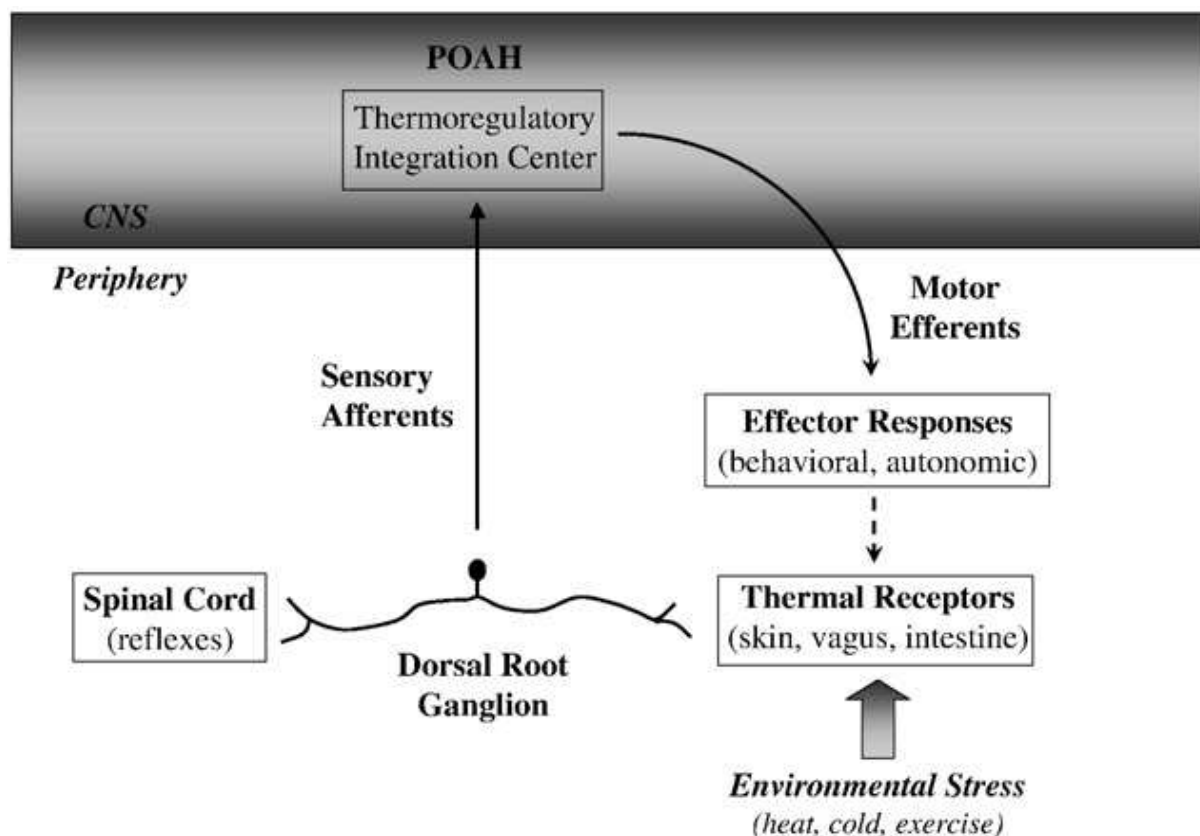 POAH
Thermoregulatory
Integration Center
CNS
Periphery
Motor
Efferents
Sensory
Afferents
Effector Responses
(behavioral, autonomic)
Spinal Cord
(reflexes)
Thermal Receptors
(skin, vagus, intestine)
Dorsal Root
Ganglion
Environmental Stress
(heat, cold, exercise)